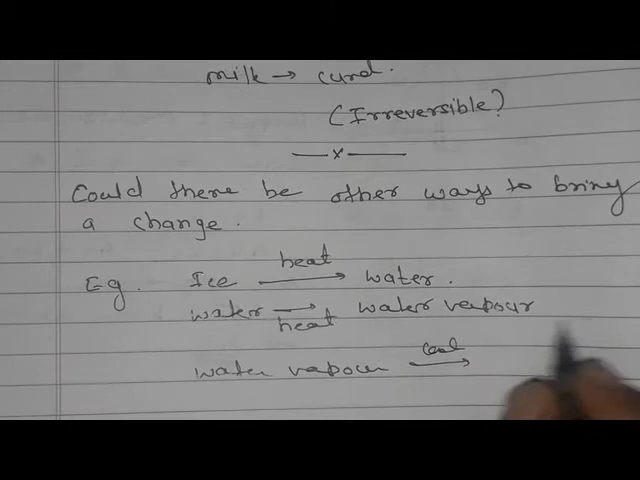 milk → curd.
(Irreversible?)
—x—
Could there be other ways to bring
a change.
Eg. Ice heat → water.
water → heat water vapour
water vapour cool →